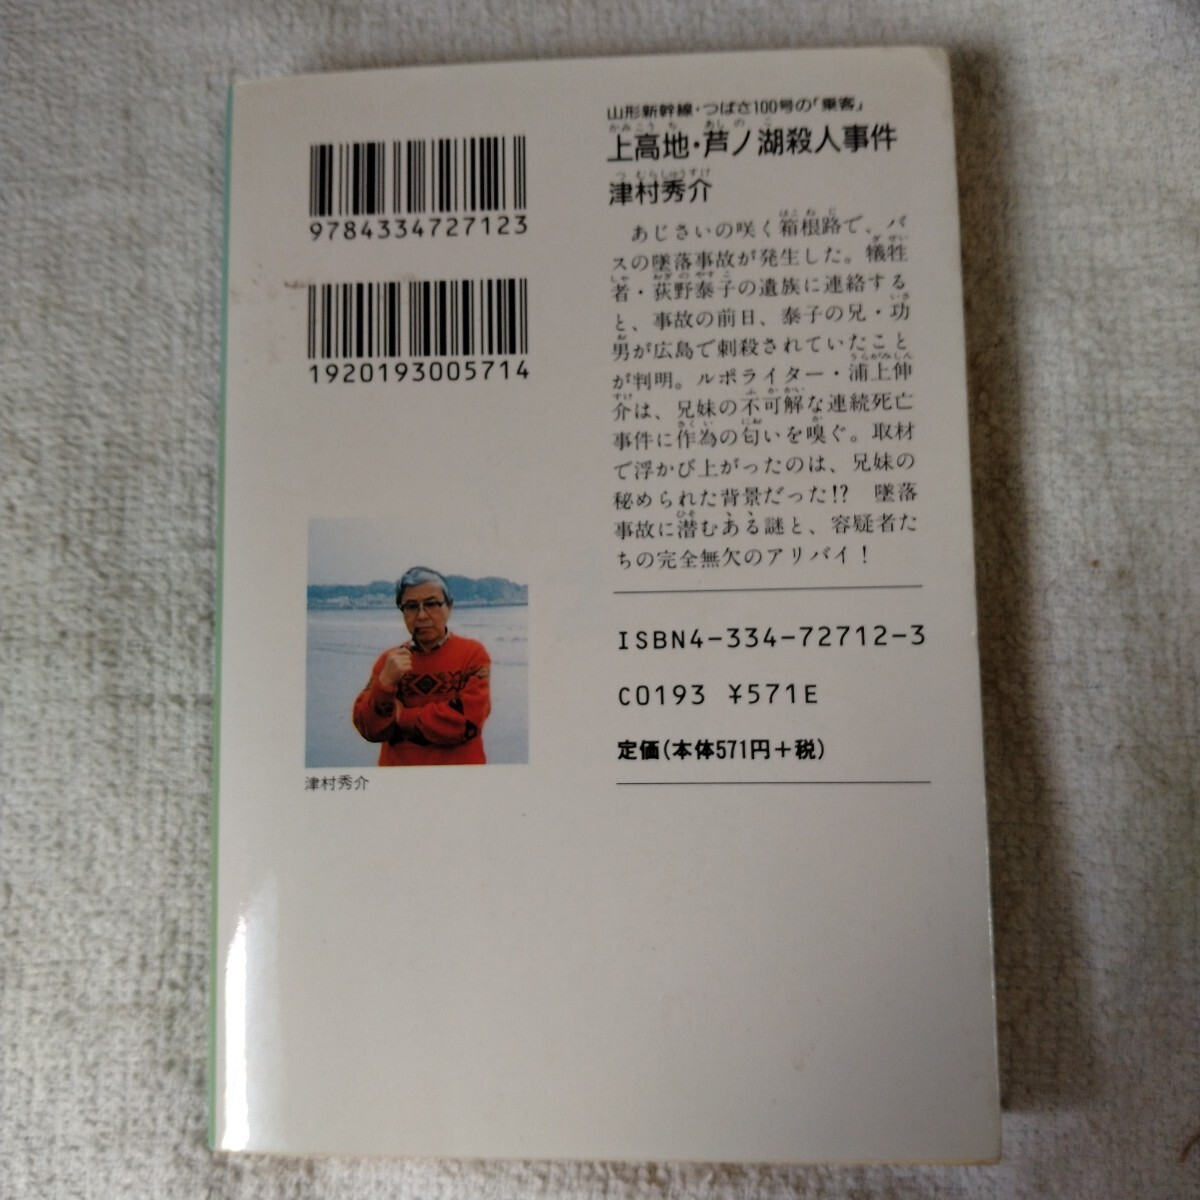 山形新幹線・つばさ100号の「乗客」
上高地・芦ノ湖殺人事件
津村秀介
あじさいの咲く箱根路で、バ
スの墜落事故が発生した。犠牲
者・荻野泰子の遺族に連絡する
と、事故の前日、泰子の兄・功
男が広島で刺殺されていたこと
が判明。ルポライター・浦上伸
介は、兄妹の不可解な連続死亡
事件に作為の匂いを嗅ぐ。取材
で浮かび上がったのは、兄妹の
秘められた背景だった!?　墜落
事故に潜むある謎と、容疑者た
ちの完全無欠のアリバイ！
ISBN4-334-72712-3
C0193 ¥571E
定価(本体571円+税)
9784334727123
1920193005714
津村秀介